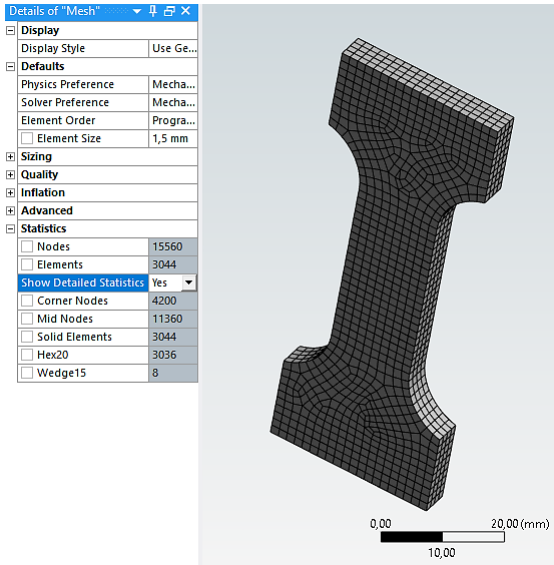 Details of "Mesh"
Display
Display Style Use Ge...
Defaults
Physics Preference Mecha...
Solver Preference Mecha...
Element Order Progra...
Element Size 1,5 mm
Sizing
Quality
Inflation
Advanced
Statistics
Nodes 15560
Elements 3044
Show Detailed Statistics Yes
Corner Nodes 4200
Mid Nodes 11360
Solid Elements 3044
Hex20 3036
Wedge15 8
0,00 20,00 (mm)
10,00